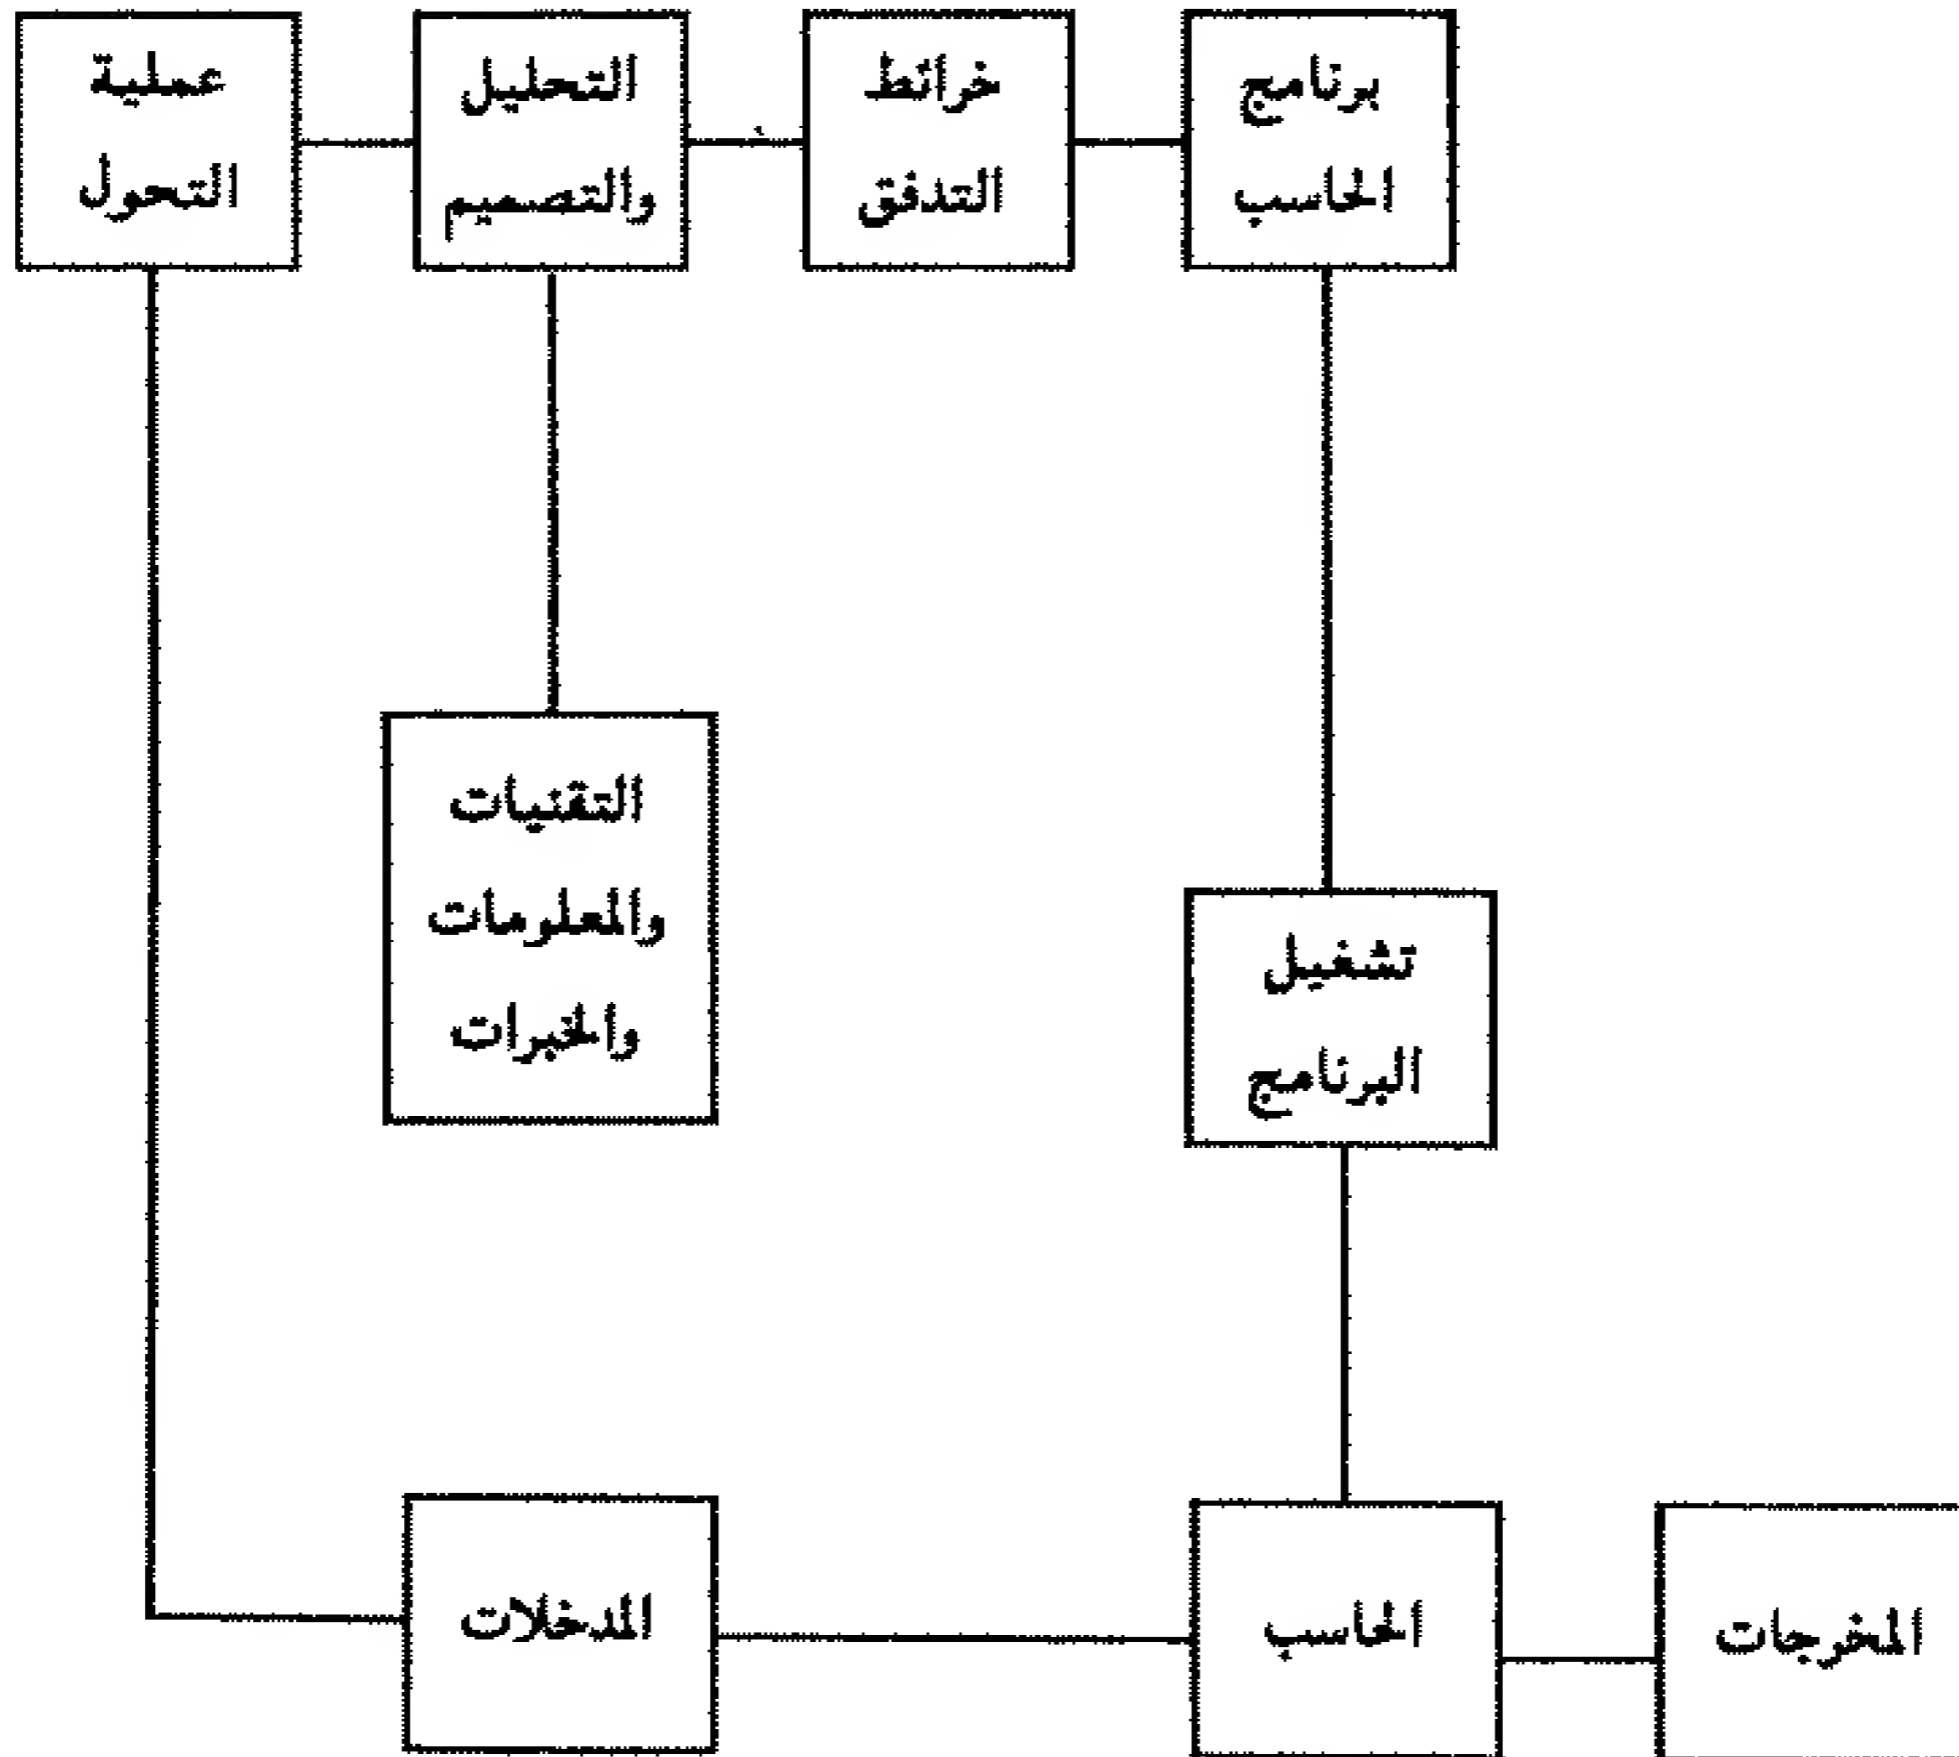 برنامج
الحاسب
خرائط
التدفق
التحليل
والتصميم
عملية
التحول
التقنيات
والمعلومات
والخبرات
تشغيل
البرنامج
المخرجات
الحاسب
المدخلات